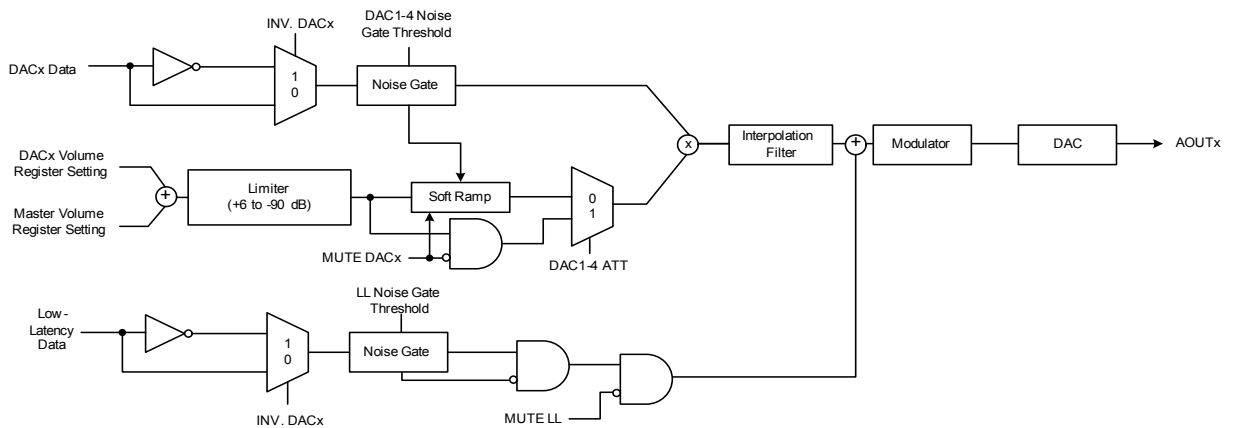 INV. DACx
DAC1-4 Noise
Gate Threshold
DACx Data
1
0
Noise Gate
DACx Volume
Register Setting
Master Volume
Register Setting
+
Limiter
(+6 to -90 dB)
Soft Ramp
MUTE DACx
0
1
DAC1-4 ATT
x
Interpolation
Filter
+
Modulator
DAC
AOUTx
Low-
Latency
Data
1
0
INV. DACx
LL Noise Gate
Threshold
Noise Gate
MUTE LL